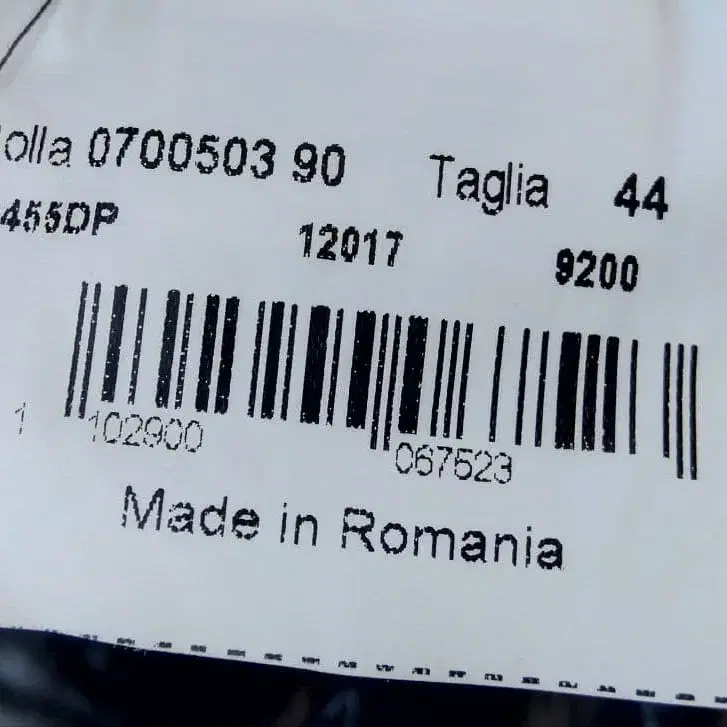 olla 0700503 90 Taglia 44
455DP 12017 9200
1 102900 067523
Made in Romania